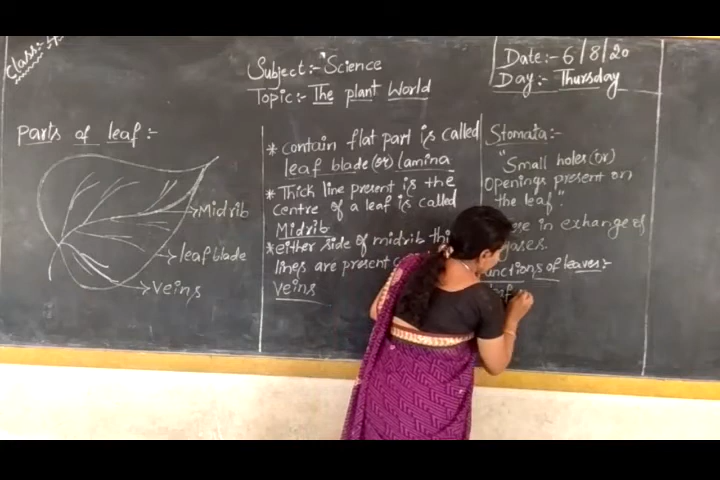 Class:- 4
Subject:- Science
Topic:- The plant World
Date:- 6/8/20
Day:- Thursday
Parts of leaf:-
Midrib
leafblade
Veins
* contain flat part is called
leaf blade (or) lamina
* Thick line present is the
centre of a leaf is called
Midrib
* either side of midrib thi
lines are present
Veins
Stomata:-
"Small holes (or)
Openings present on
the leaf".
in exchange of
gases.
unctions of leaves:-
leaf